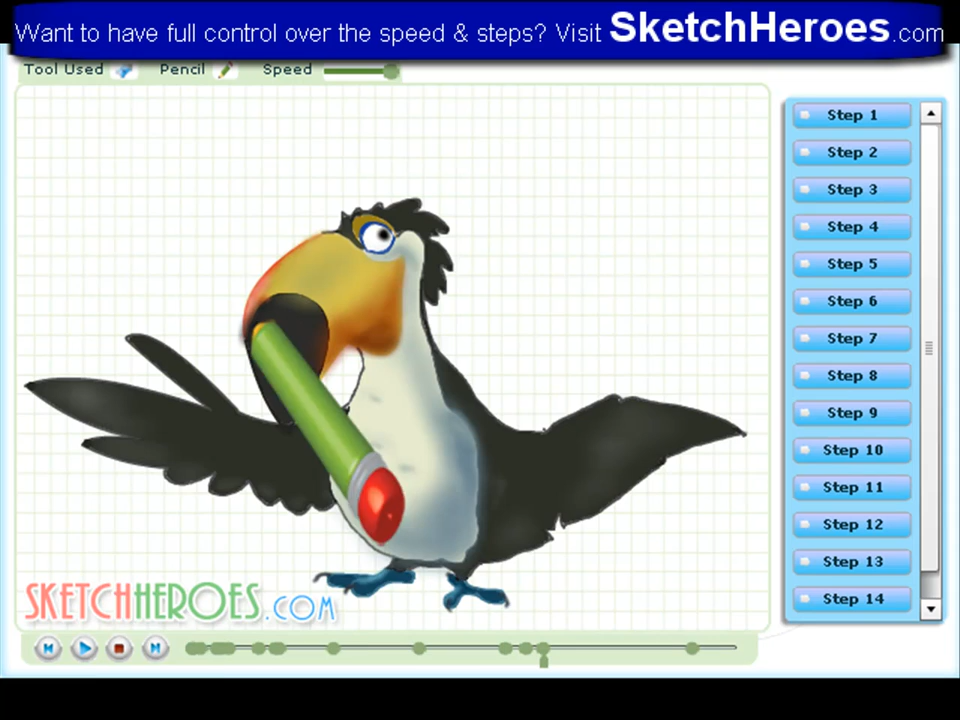 Want to have full control over the speed & steps? Visit SketchHeroes.com
Tool Used Pencil Speed
Step 1
Step 2
Step 3
Step 4
Step 5
Step 6
Step 7
Step 8
Step 9
Step 10
Step 11
Step 12
Step 13
Step 14
SKETCHHEROES.COM